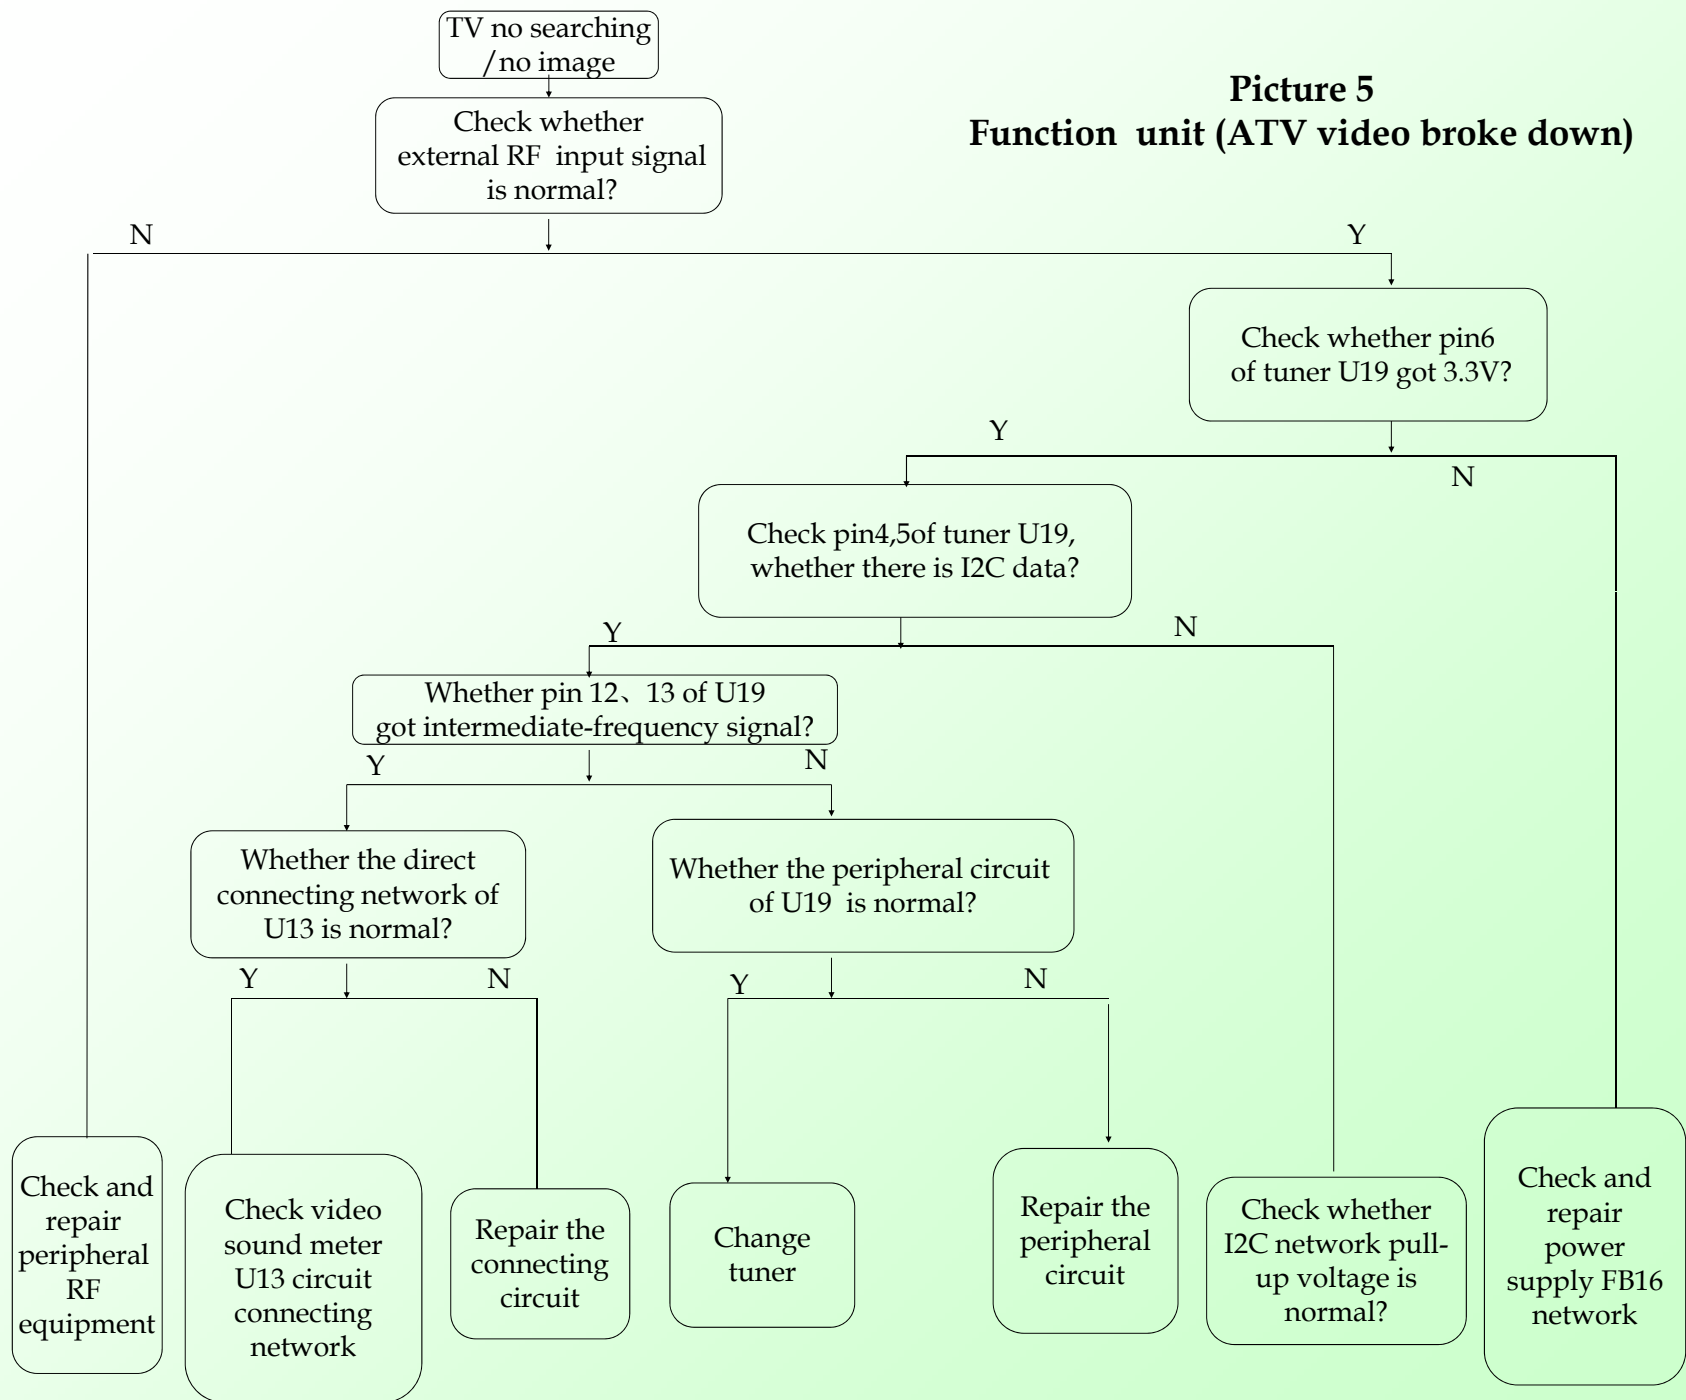 TV no searching
/no image
Picture 5
Function unit (ATV video broke down)
Check whether
external RF input signal
is normal?
N
Y
Check whether pin6
of tuner U19 got 3.3V?
Y
N
Check pin4,5of tuner U19,
whether there is I2C data?
Y
N
Whether pin 12、13 of U19
got intermediate-frequency signal?
Y
N
Whether the direct
connecting network of
U13 is normal?
Whether the peripheral circuit
of U19 is normal?
Y
N
Y
N
Check and
repair
peripheral
RF
equipment
Check video
sound meter
U13 circuit
connecting
network
Repair the
connecting
circuit
Change
tuner
Repair the
peripheral
circuit
Check whether
I2C network pull-
up voltage is
normal?
Check and
repair
power
supply FB16
network